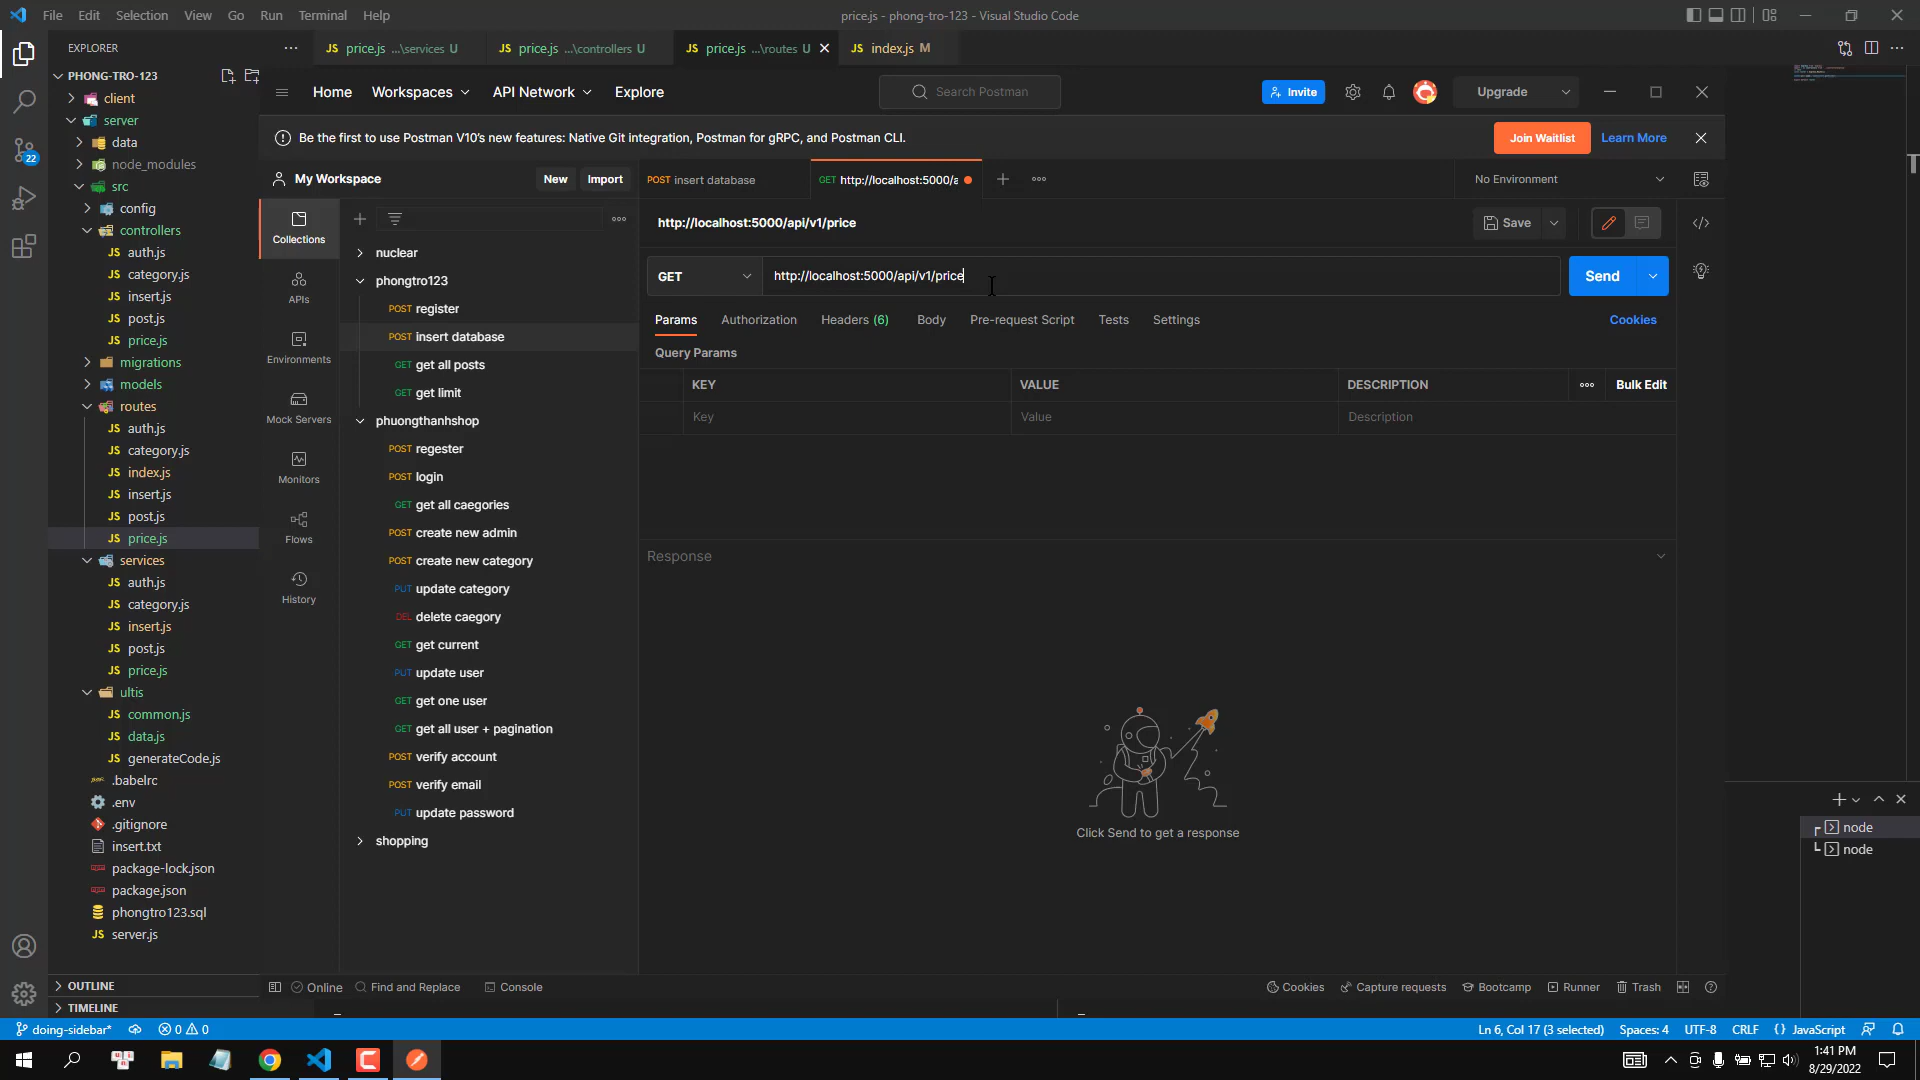 File Edit Selection View Go Run Terminal Help
price.js - phong-tro-123 - Visual Studio Code
EXPLORER
price.js ...\services U
price.js ...\controllers U
price.js ...\routes U
index.js M
PHONG-TRO-123
client
server
data
node_modules
src
config
controllers
auth.js
category.js
insert.js
post.js
price.js
migrations
models
routes
auth.js
category.js
index.js
insert.js
post.js
price.js
services
auth.js
category.js
insert.js
post.js
price.js
ultis
common.js
data.js
generateCode.js
.babelrc
.env
.gitignore
insert.txt
package-lock.json
package.json
phongtro123.sql
server.js
OUTLINE
TIMELINE
22
Home Workspaces API Network Explore
Search Postman
Invite
Upgrade
Be the first to use Postman V10's new features: Native Git integration, Postman for gRPC, and Postman CLI.
Join Waitlist
Learn More
My Workspace
New
Import
Collections
APIs
Environments
Mock Servers
Monitors
Flows
History
nuclear
phongtro123
POST register
POST insert database
GET get all posts
GET get limit
phuongthanhshop
POST regester
POST login
GET get all caegories
POST create new admin
POST create new category
PUT update category
DEL delete caegory
GET get current
PUT update user
GET get one user
GET get all user + pagination
POST verify account
POST verify email
PUT update password
shopping
POST insert database
GET http://localhost:5000/a
No Environment
http://localhost:5000/api/v1/price
Save
GET
http://localhost:5000/api/v1/price
Send
Params Authorization Headers (6) Body Pre-request Script Tests Settings
Cookies
Query Params
KEY VALUE DESCRIPTION
Bulk Edit
Key Value Description
Response
Click Send to get a response
Online
Find and Replace
Console
Cookies Capture requests Bootcamp Runner Trash
node
node
doing-sidebar*
0 0
Ln 6, Col 17 (3 selected) Spaces: 4 UTF-8 CRLF {} JavaScript
1:41 PM
8/29/2022